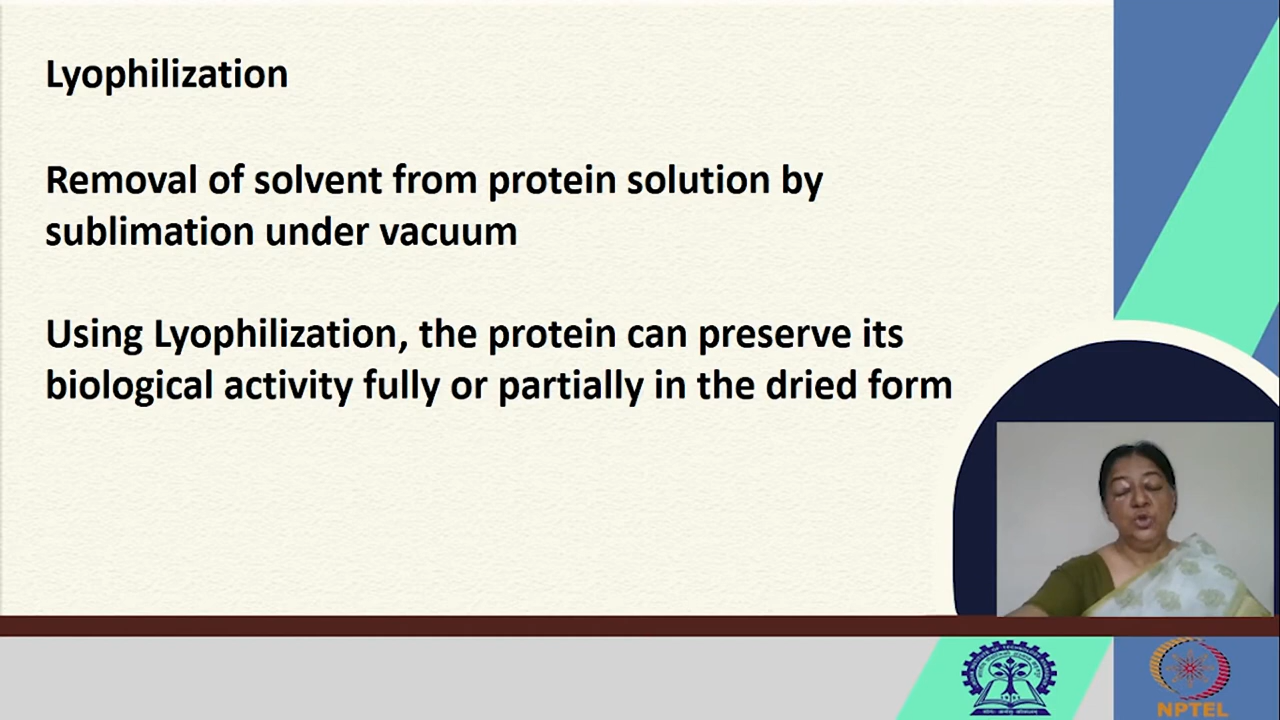 Lyophilization
Removal of solvent from protein solution by
sublimation under vacuum
Using Lyophilization, the protein can preserve its
biological activity fully or partially in the dried form
NPTEL